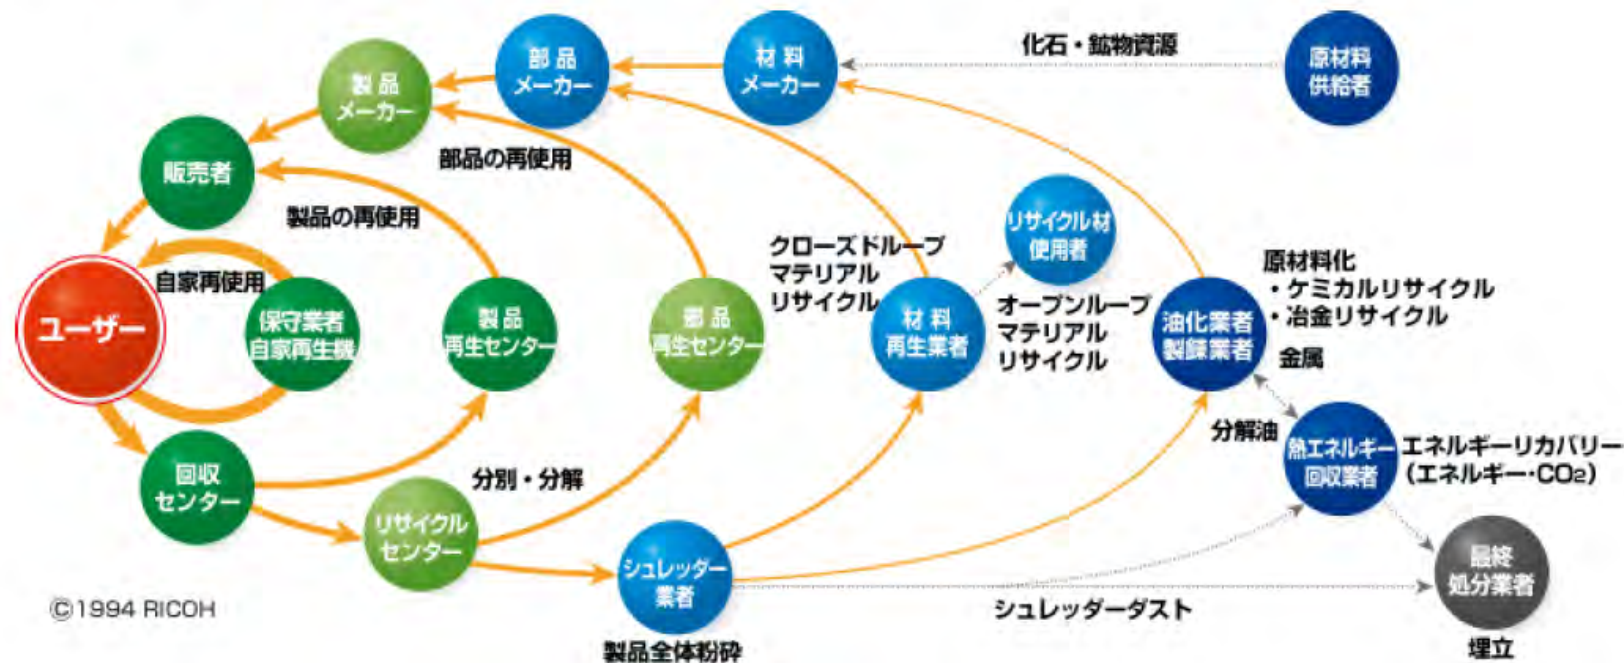 化石・鉱物資源
原材料
供給者
材料
メーカー
部品
メーカー
製品
メーカー
部品の再使用
販売者
製品の再使用
自家再使用
ユーザー
保守業者
自家再生機
製品
再生センター
部品
再生センター
クローズドループ
マテリアル
リサイクル
リサイクル材
使用者
材料
再生業者
オープンループ
マテリアル
リサイクル
油化業者
製錬業者
原材料化
・ケミカルリサイクル
・冶金リサイクル
金属
分解油
熱エネルギー
回収業者
エネルギーリカバリー
(エネルギー・CO2)
回収
センター
分別・分解
リサイクル
センター
シュレッダー
業者
製品全体粉砕
シュレッダーダスト
最終
処分業者
埋立
©1994 RICOH